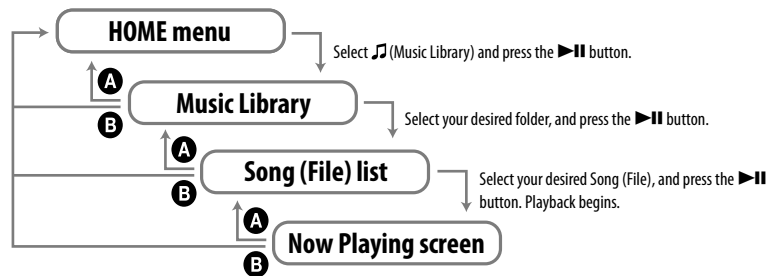 HOME menu
Select ♫ (Music Library) and press the ►II button.
A
Music Library
B
Select your desired folder, and press the ►II button.
A
Song (File) list
B
Select your desired Song (File), and press the ►II
button. Playback begins.
A
Now Playing screen
B